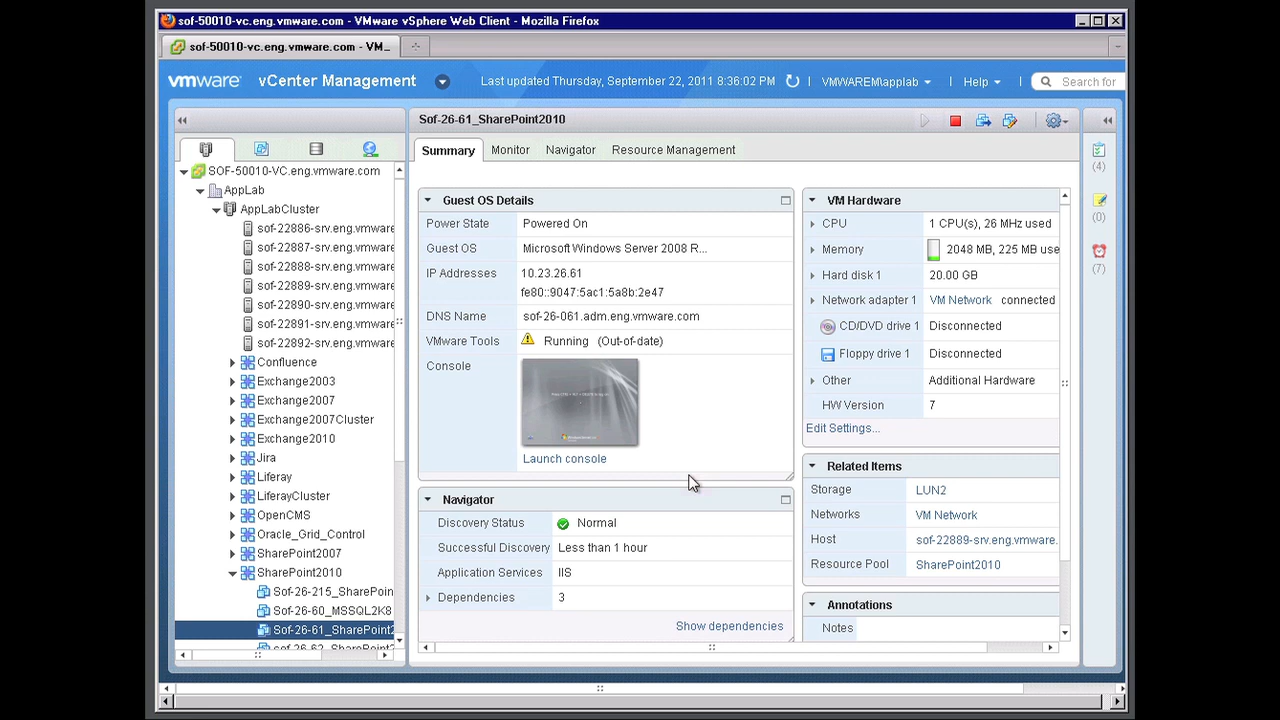 sof-50010-vc.eng.vmware.com - VMware vSphere Web Client - Mozilla Firefox
sof-50010-vc.eng.vmware.com - VM...
vmware vCenter Management Last updated Thursday, September 22, 2011 8:36:02 PM VMWAREM\applab Help Search for
Sof-26-61_SharePoint2010
Summary Monitor Navigator Resource Management
SOF-50010-VC.eng.vmware.com
AppLab
AppLabCluster
sof-22886-srv.eng.vmware
sof-22887-srv.eng.vmware
sof-22888-srv.eng.vmware
sof-22889-srv.eng.vmware
sof-22890-srv.eng.vmware
sof-22891-srv.eng.vmware
sof-22892-srv.eng.vmware
Confluence
Exchange2003
Exchange2007
Exchange2007Cluster
Exchange2010
Jira
Liferay
LiferayCluster
OpenCMS
Oracle_Grid_Control
SharePoint2007
SharePoint2010
Sof-26-215_SharePoin
Sof-26-60_MSSQL2K8
Sof-26-61_SharePoint2
Guest OS Details
Power State Powered On
Guest OS Microsoft Windows Server 2008 R...
IP Addresses 10.23.26.61
fe80::9047:5ac1:5a8b:2e47
DNS Name sof-26-061.adm.eng.vmware.com
VMware Tools Running (Out-of-date)
Console
Launch console
Navigator
Discovery Status Normal
Successful Discovery Less than 1 hour
Application Services IIS
Dependencies 3
Show dependencies
VM Hardware
CPU 1 CPU(s), 26 MHz used
Memory 2048 MB, 225 MB use
Hard disk 1 20.00 GB
Network adapter 1 VM Network connected
CD/DVD drive 1 Disconnected
Floppy drive 1 Disconnected
Other Additional Hardware
HW Version 7
Edit Settings...
Related Items
Storage LUN2
Networks VM Network
Host sof-22889-srv.eng.vmware.
Resource Pool SharePoint2010
Annotations
Notes
(4)
(0)
(7)